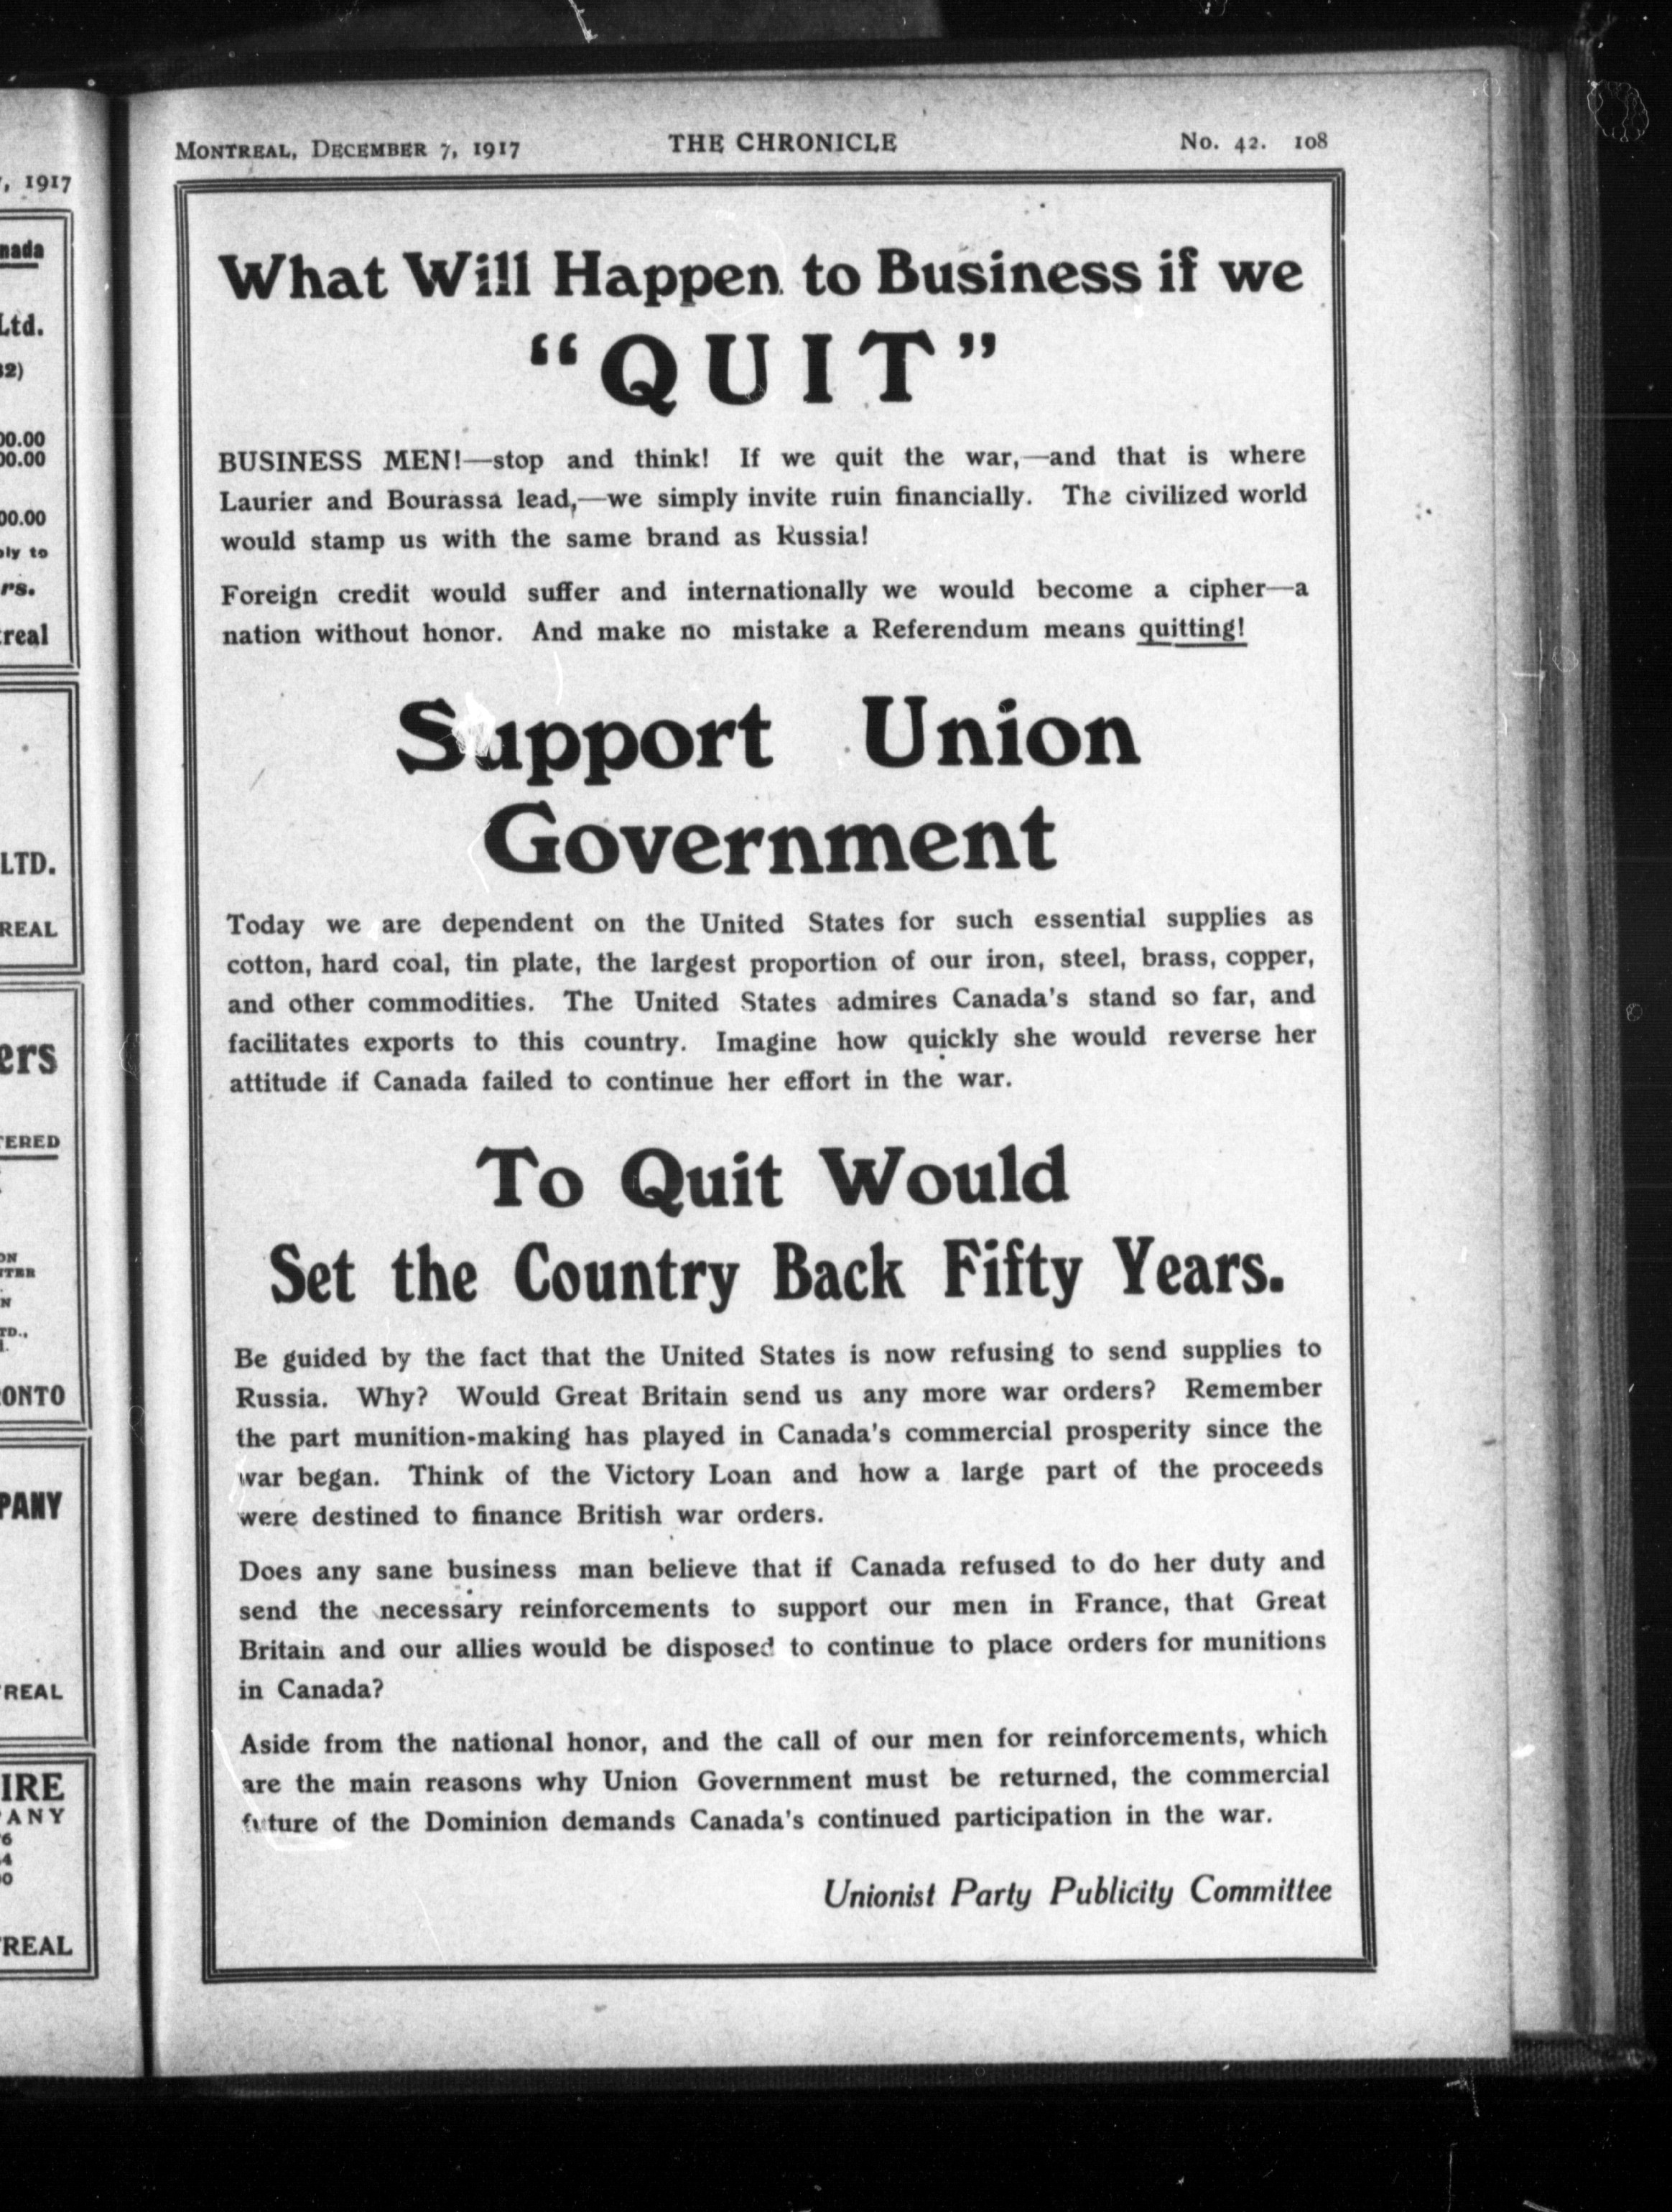 MONTREAL, DECEMBER 7, 1917 THE CHRONICLE No. 42. 108
What Will Happen to Business if we
“QUIT”
BUSINESS MEN!—stop and think! If we quit the war,—and that is where
Laurier and Bourassa lead,—we simply invite ruin financially. The civilized world
would stamp us with the same brand as Russia!
Foreign credit would suffer and internationally we would become a cipher—a
nation without honor. And make no mistake a Referendum means quitting!
Support Union
Government
Today we are dependent on the United States for such essential supplies as
cotton, hard coal, tin plate, the largest proportion of our iron, steel, brass, copper,
and other commodities. The United States admires Canada's stand so far, and
facilitates exports to this country. Imagine how quickly she would reverse her
attitude if Canada failed to continue her effort in the war.
To Quit Would
Set the Country Back Fifty Years.
Be guided by the fact that the United States is now refusing to send supplies to
Russia. Why? Would Great Britain send us any more war orders? Remember
the part munition-making has played in Canada's commercial prosperity since the
war began. Think of the Victory Loan and how a large part of the proceeds
were destined to finance British war orders.
Does any sane business man believe that if Canada refused to do her duty and
send the necessary reinforcements to support our men in France, that Great
Britain and our allies would be disposed to continue to place orders for munitions
in Canada?
Aside from the national honor, and the call of our men for reinforcements, which
are the main reasons why Union Government must be returned, the commercial
future of the Dominion demands Canada's continued participation in the war.
Unionist Party Publicity Committee
1917
Ltd.
LTD.